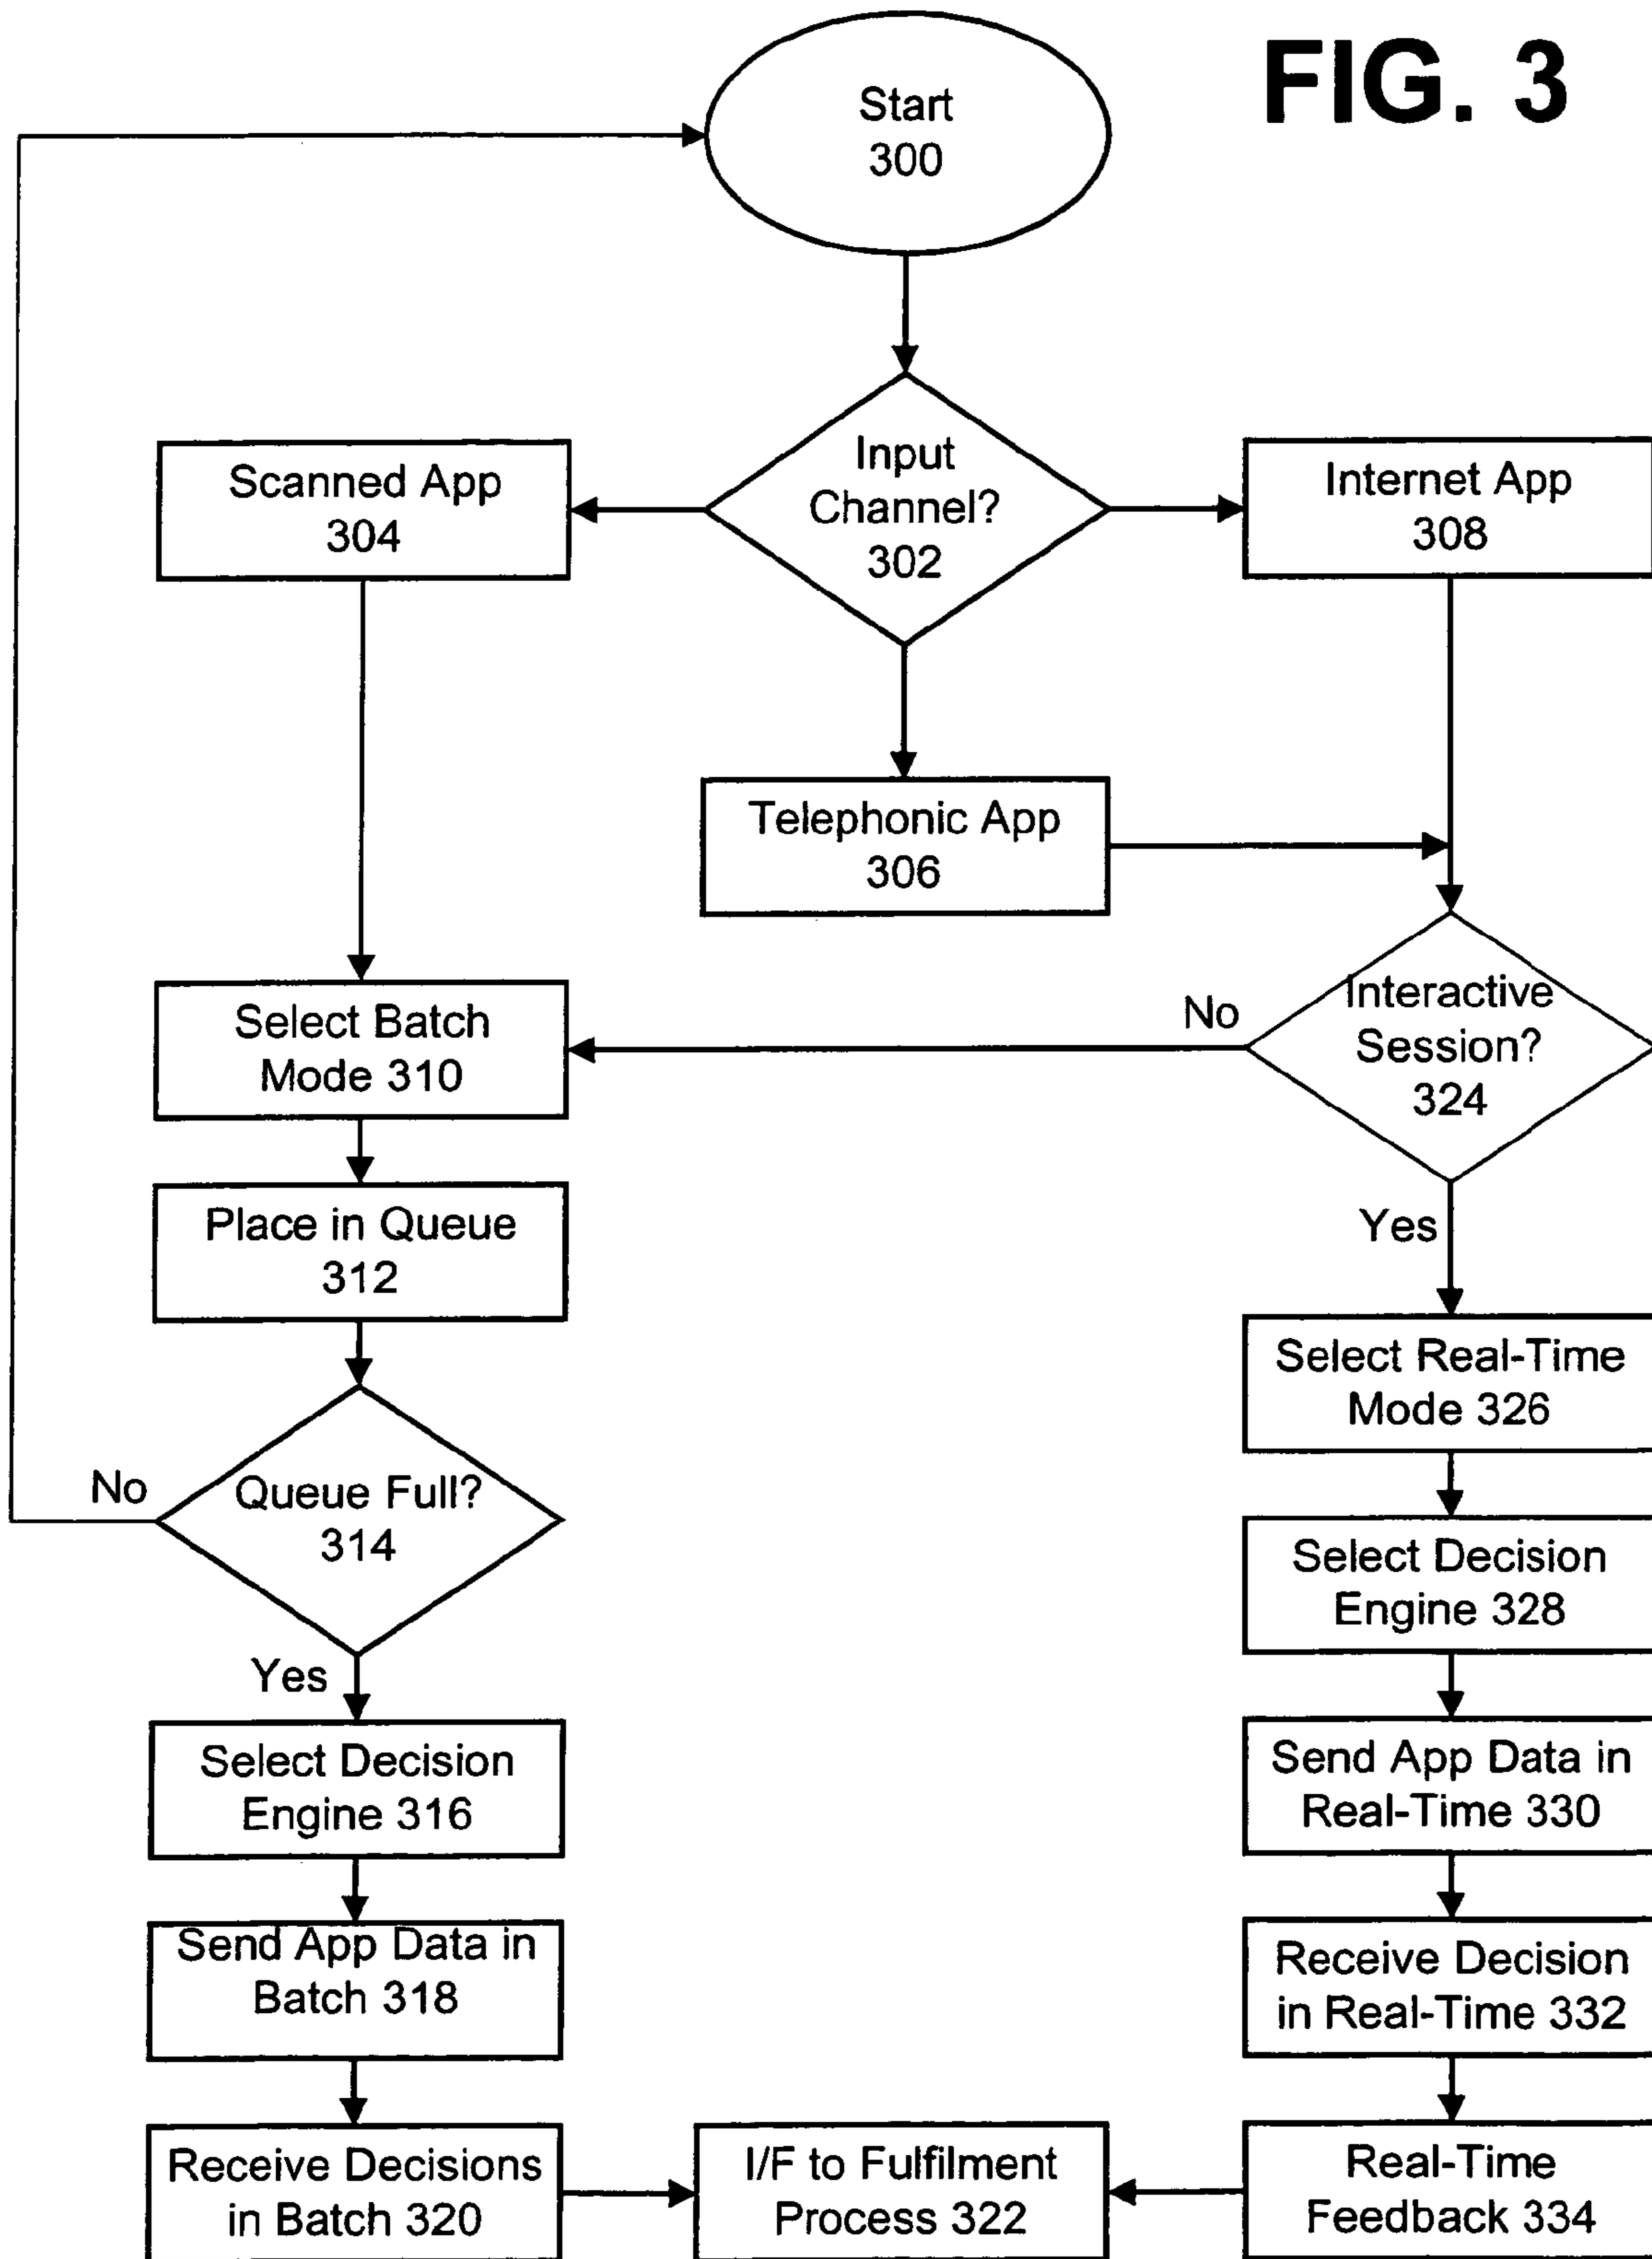 FIG. 3
Start
300
Input
Channel?
302
Scanned App
304
Internet App
308
Telephonic App
306
Interactive
Session?
324
No
Select Batch
Mode 310
Place in Queue
312
Yes
Select Real-Time
Mode 326
Queue Full?
314
No
Select Decision
Engine 328
Yes
Select Decision
Engine 316
Send App Data in
Real-Time 330
Send App Data in
Batch 318
Receive Decision
in Real-Time 332
Receive Decisions
in Batch 320
I/F to Fulfilment
Process 322
Real-Time
Feedback 334